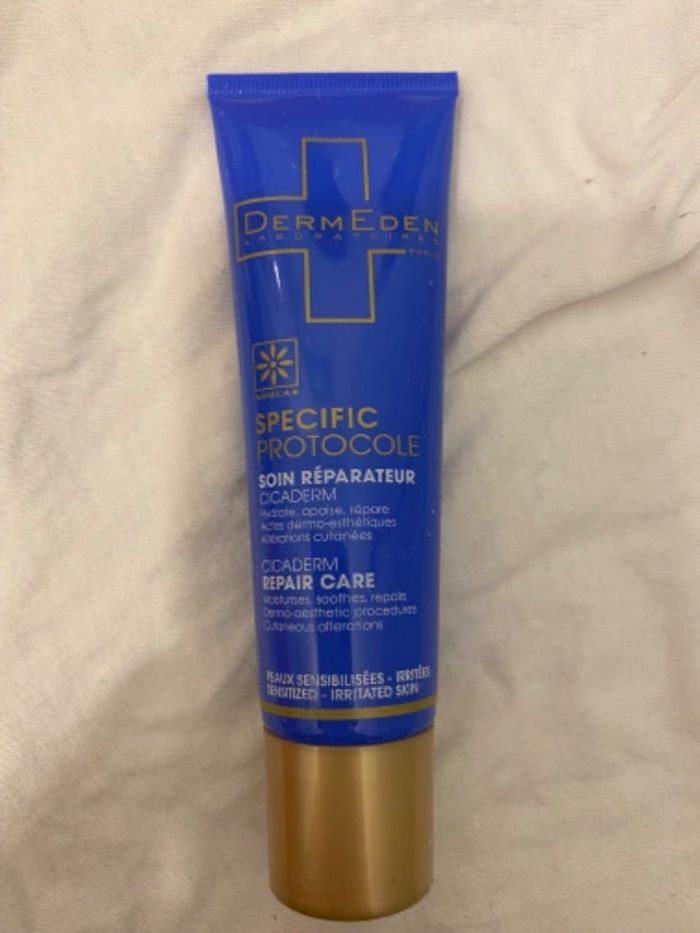 DERMEDEN
LABORATOIRES
PARIS
ARNICA+
SPECIFIC
PROTOCOLE
SOIN RÉPARATEUR
CICADERM
Hydrate, apaise, répare
Actes dermo-esthétiques
Altérations cutanées
CICADERM
REPAIR CARE
Moisturises, soothes, repairs
Dermo-aesthetic procedures
Cutaneous alterations
PEAUX SENSIBILISÉES - IRRITÉES
SENSITIZED - IRRITATED SKIN